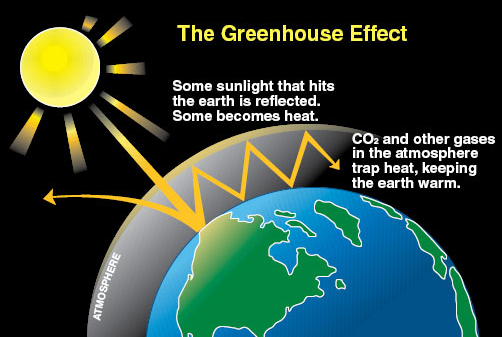 The Greenhouse Effect
Some sunlight that hits
the earth is reflected.
Some becomes heat.
CO₂ and other gases
in the atmosphere
trap heat, keeping
the earth warm.
ATMOSPHERE